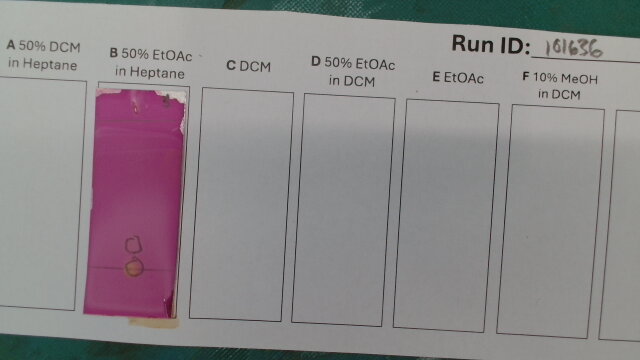 Run ID: 101636
A 50% DCM
in Heptane
B 50% EtOAc
in Heptane
C DCM
D 50% EtOAc
in DCM
E EtOAc
F 10% MeOH
in DCM